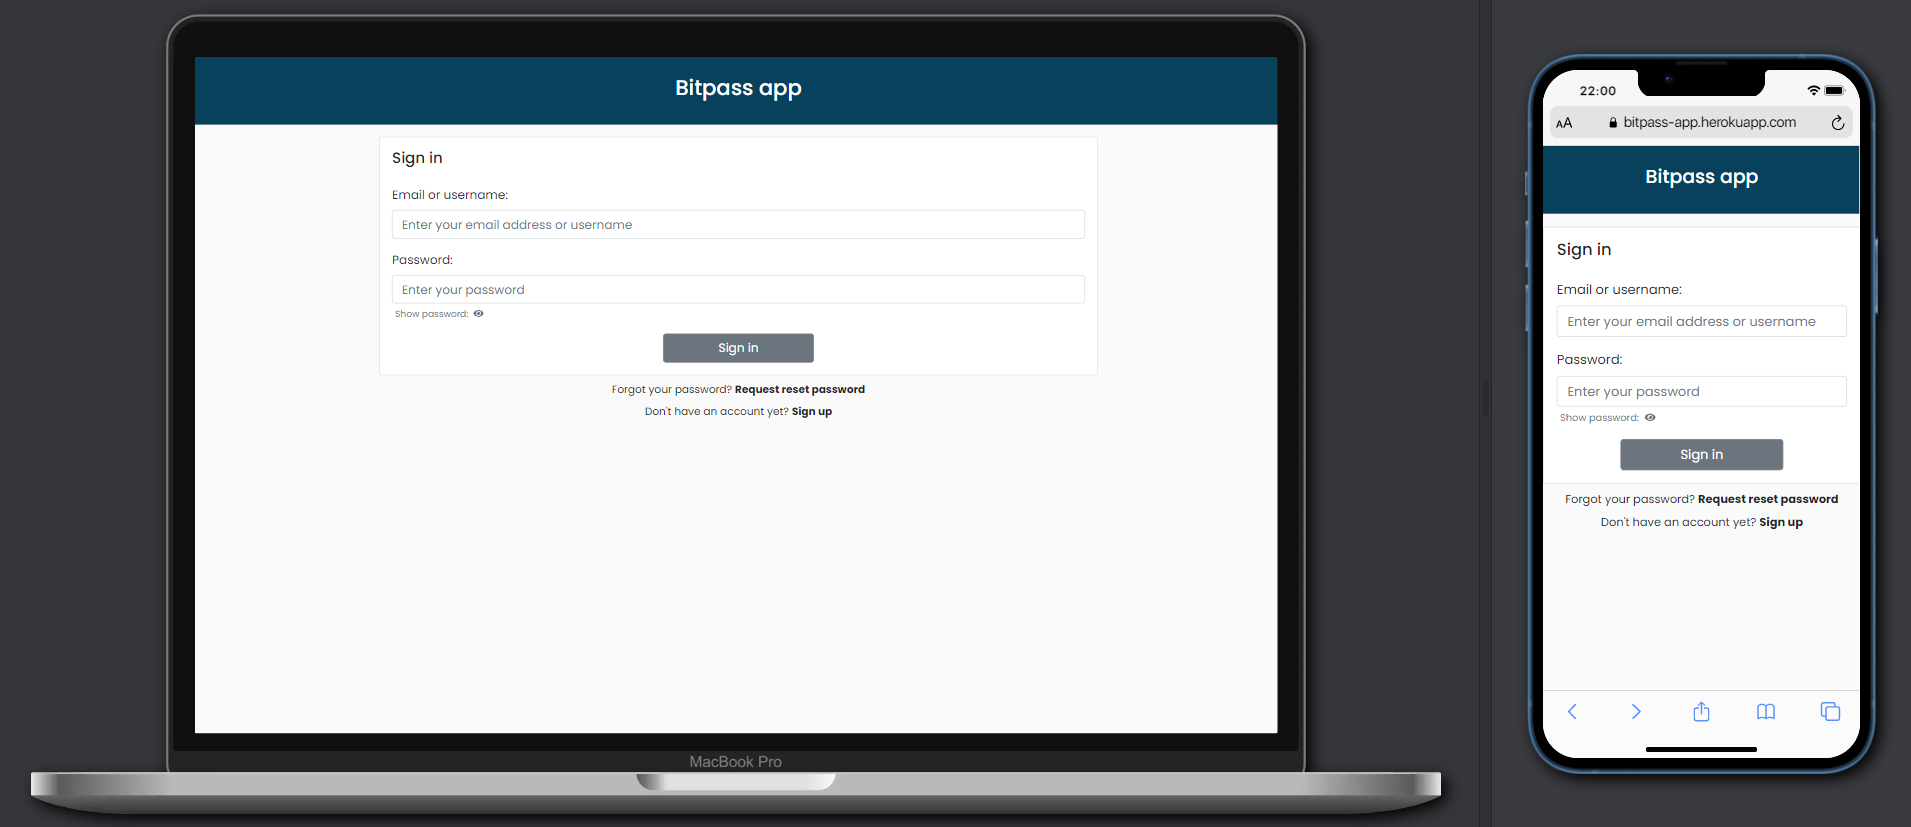 Bitpass app
Sign in
Email or username:
Enter your email address or username
Password:
Enter your password
Show password:
Sign in
Forgot your password? Request reset password
Don't have an account yet? Sign up
MacBook Pro
22:00
AA bitpass-app.herokuapp.com
Bitpass app
Sign in
Email or username:
Enter your email address or username
Password:
Enter your password
Show password:
Sign in
Forgot your password? Request reset password
Don't have an account yet? Sign up